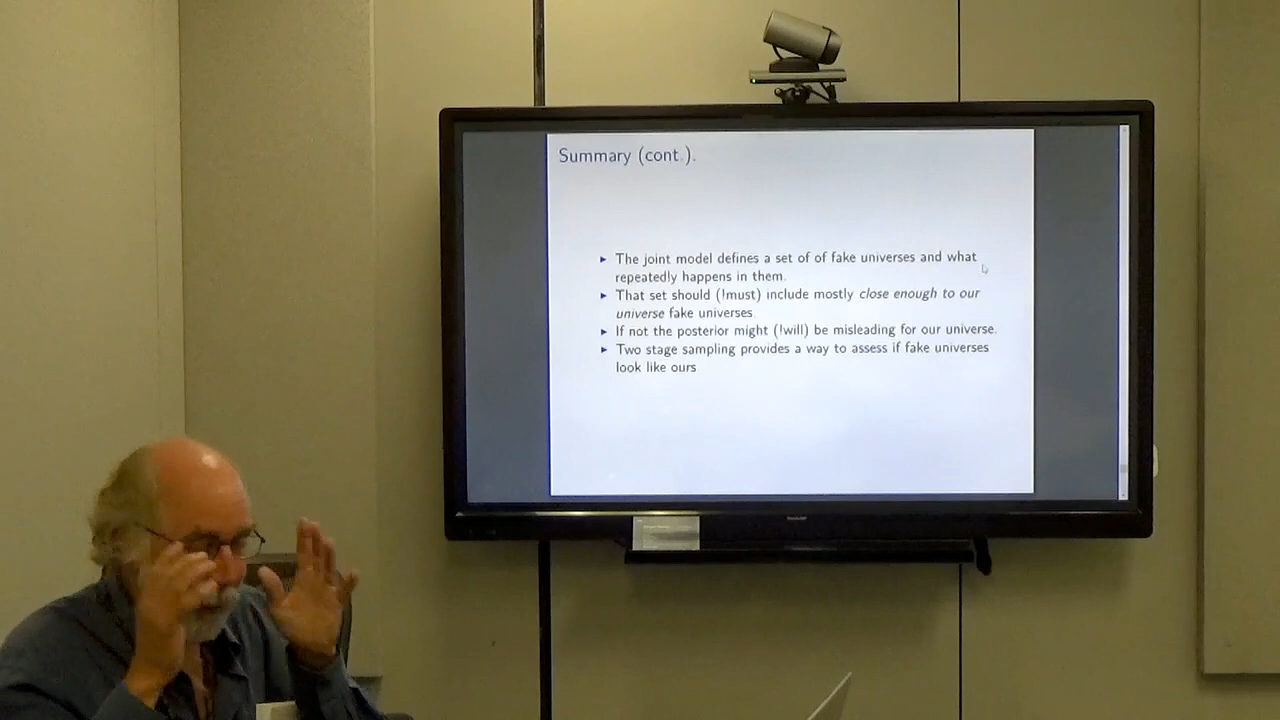 Summary (cont.).
▸ The joint model defines a set of of fake universes and what
repeatedly happens in them.
▸ That set should (!must) include mostly close enough to our
universe fake universes
▸ If not the posterior might (!will) be misleading for our universe.
▸ Two stage sampling provides a way to assess if fake universes
look like ours